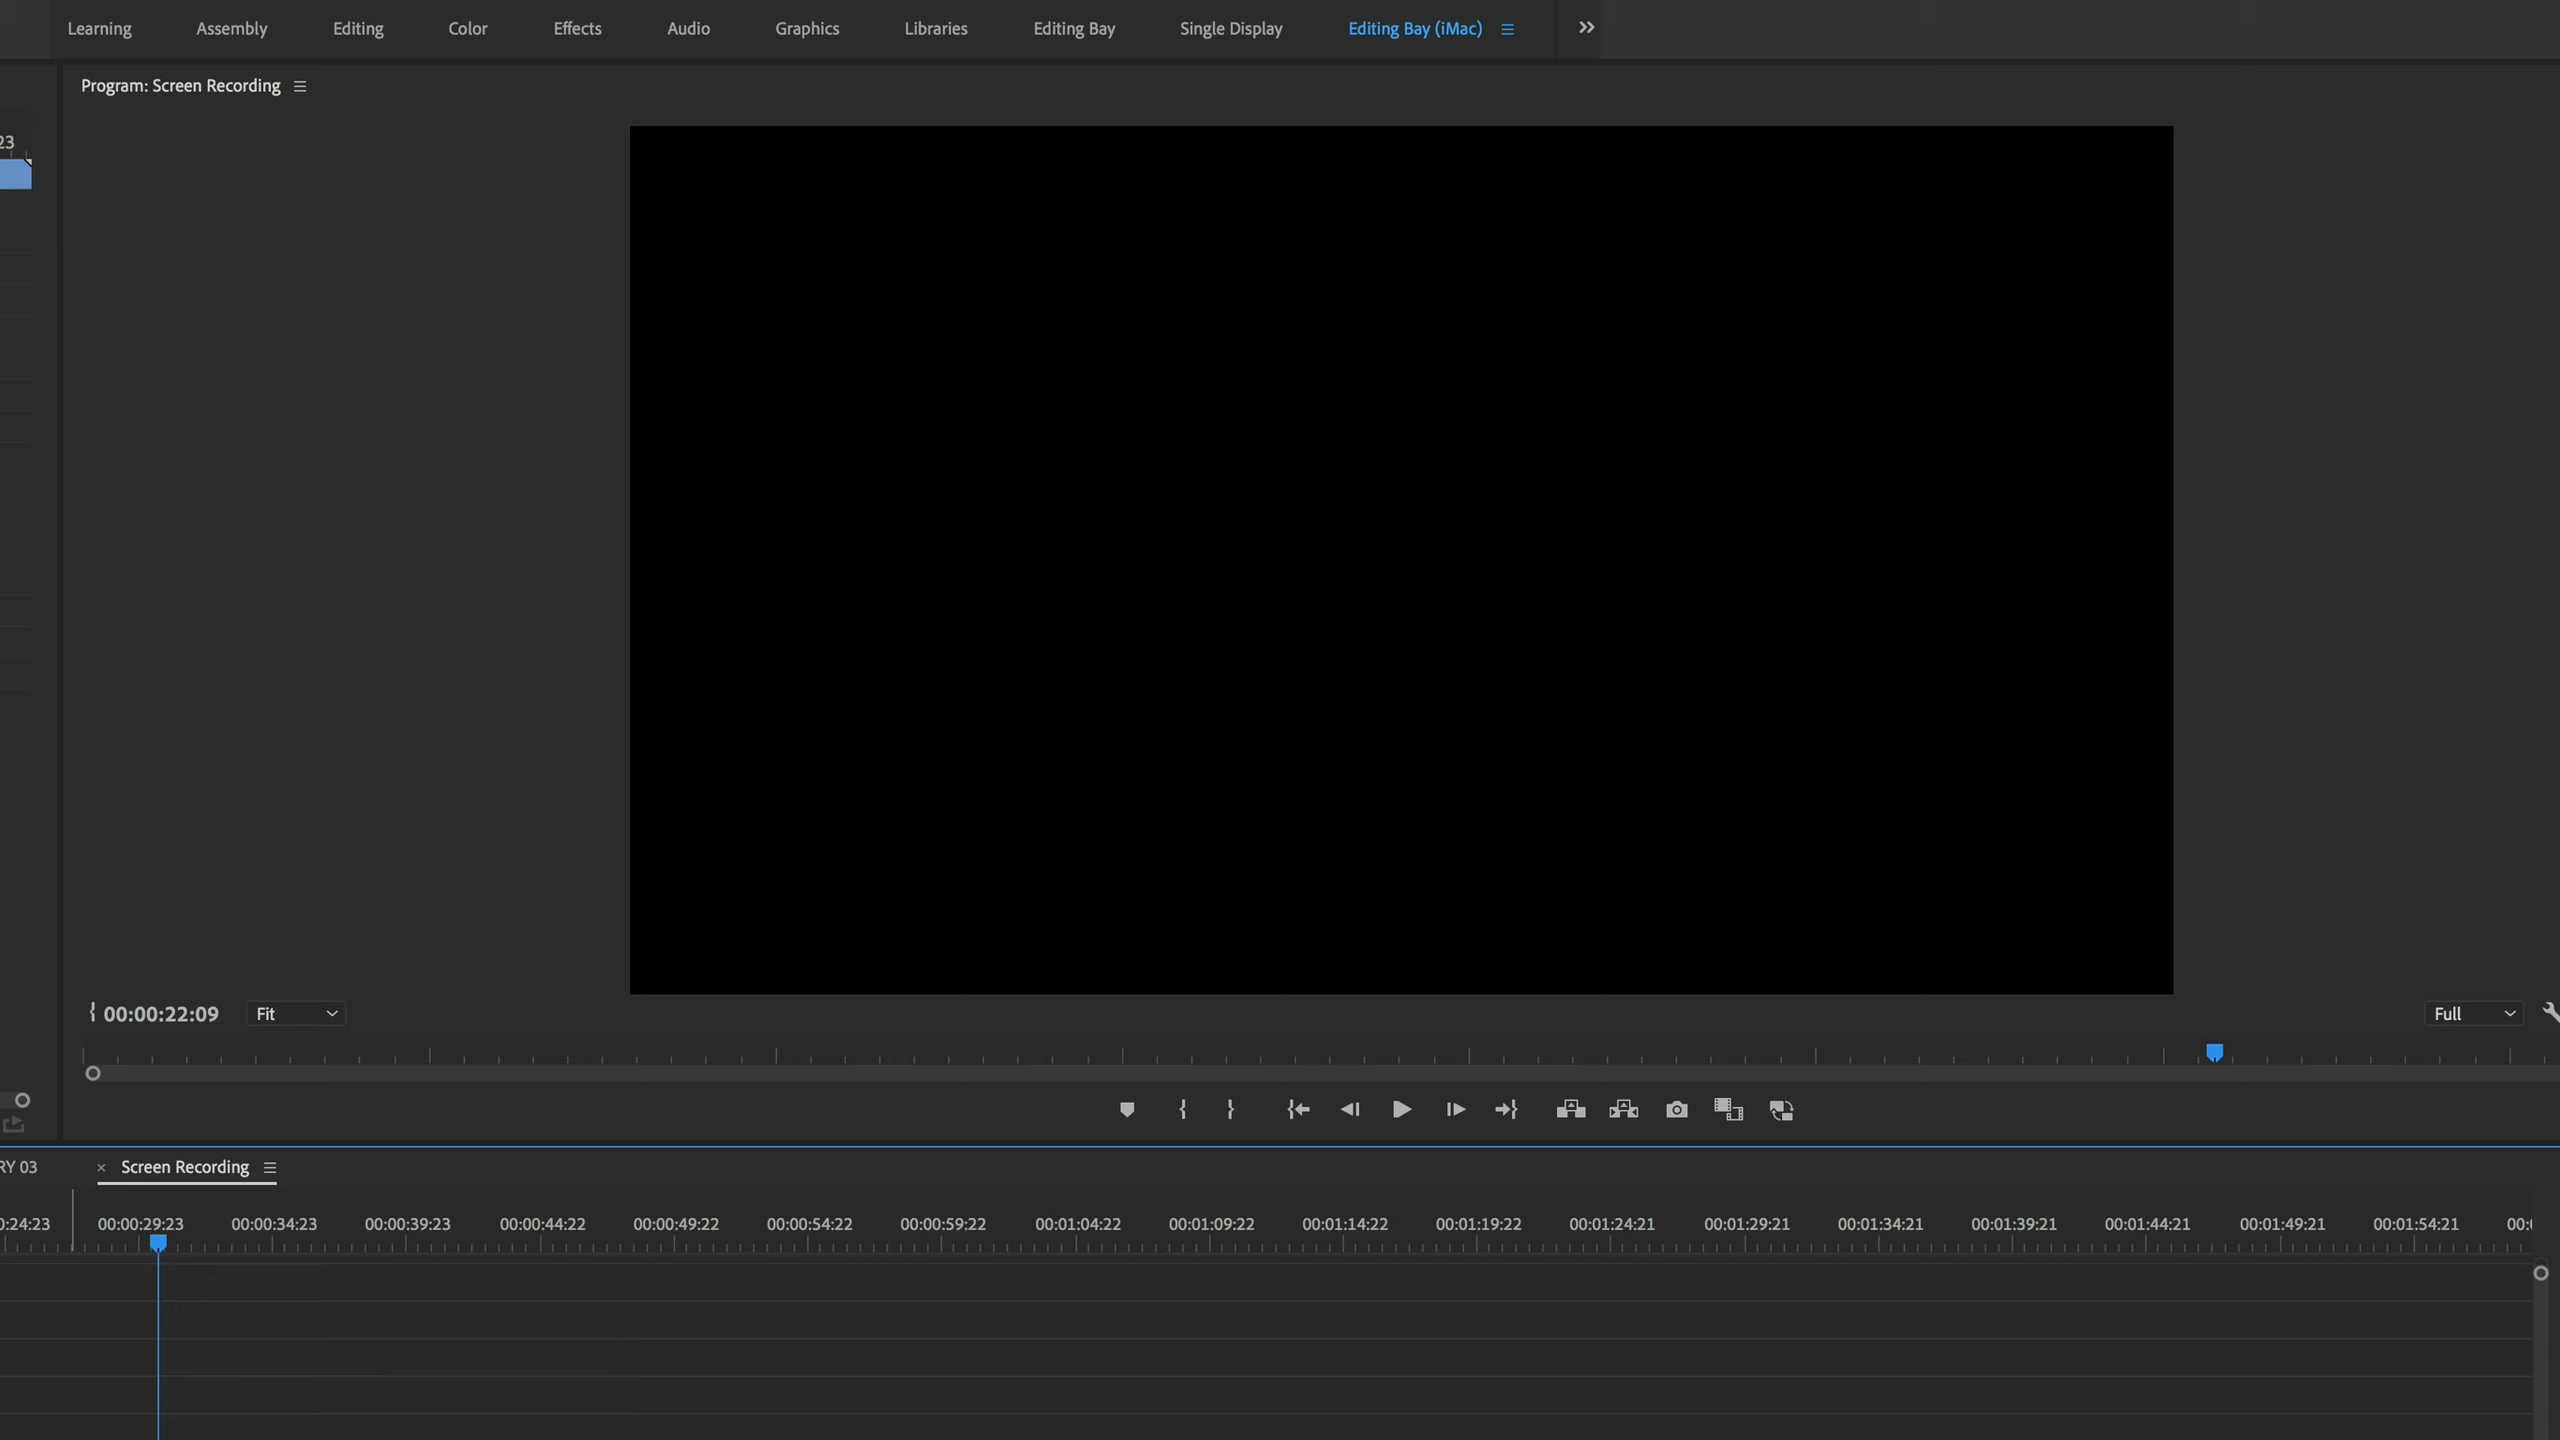 Learning Assembly Editing Color Effects Audio Graphics Libraries Editing Bay Single Display Editing Bay (iMac)
Program: Screen Recording
23
00:00:22:09 Fit Full
RY 03 Screen Recording
0:24:23 00:00:29:23 00:00:34:23 00:00:39:23 00:00:44:22 00:00:49:22 00:00:54:22 00:00:59:22 00:01:04:22 00:01:09:22 00:01:14:22 00:01:19:22 00:01:24:21 00:01:29:21 00:01:34:21 00:01:39:21 00:01:44:21 00:01:49:21 00:01:54:21 00:0